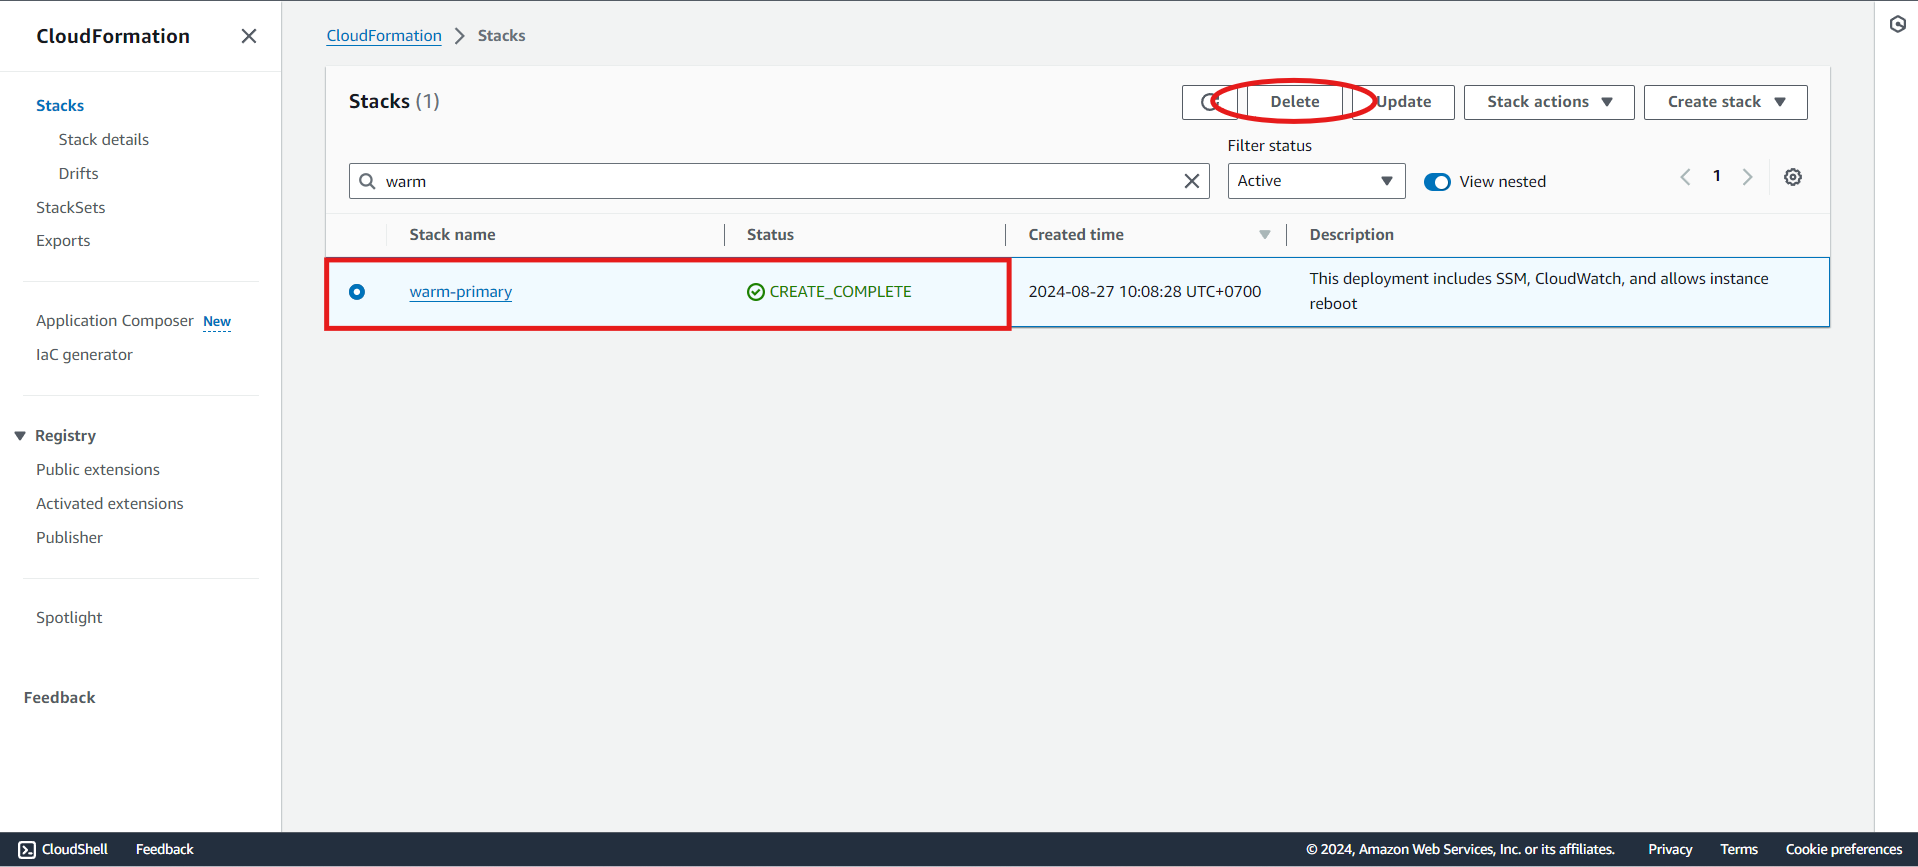 CloudFormation
Stacks
Stack details
Drifts
StackSets
Exports
Application Composer New
IaC generator
Registry
Public extensions
Activated extensions
Publisher
Spotlight
Feedback
CloudFormation Stacks
Stacks (1)
Delete
Update
Stack actions
Create stack
Filter status
warm
Active
View nested
1
Stack name Status Created time Description
warm-primary CREATE_COMPLETE 2024-08-27 10:08:28 UTC+0700 This deployment includes SSM, CloudWatch, and allows instance
reboot
CloudShell Feedback © 2024, Amazon Web Services, Inc. or its affiliates. Privacy Terms Cookie preferences